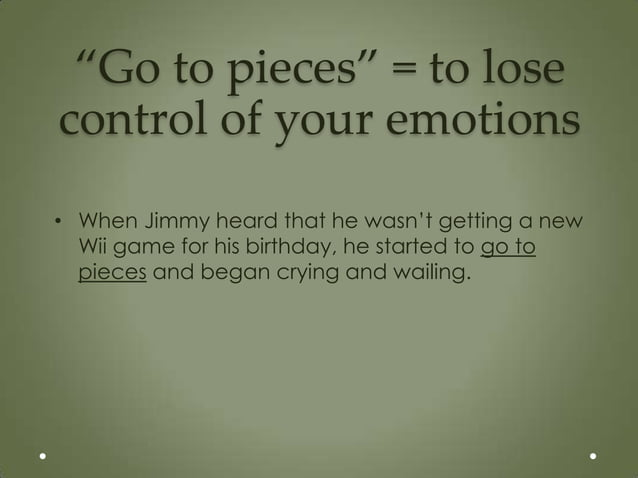 “Go to pieces” = to lose
control of your emotions
• When Jimmy heard that he wasn’t getting a new
Wii game for his birthday, he started to go to
pieces and began crying and wailing.